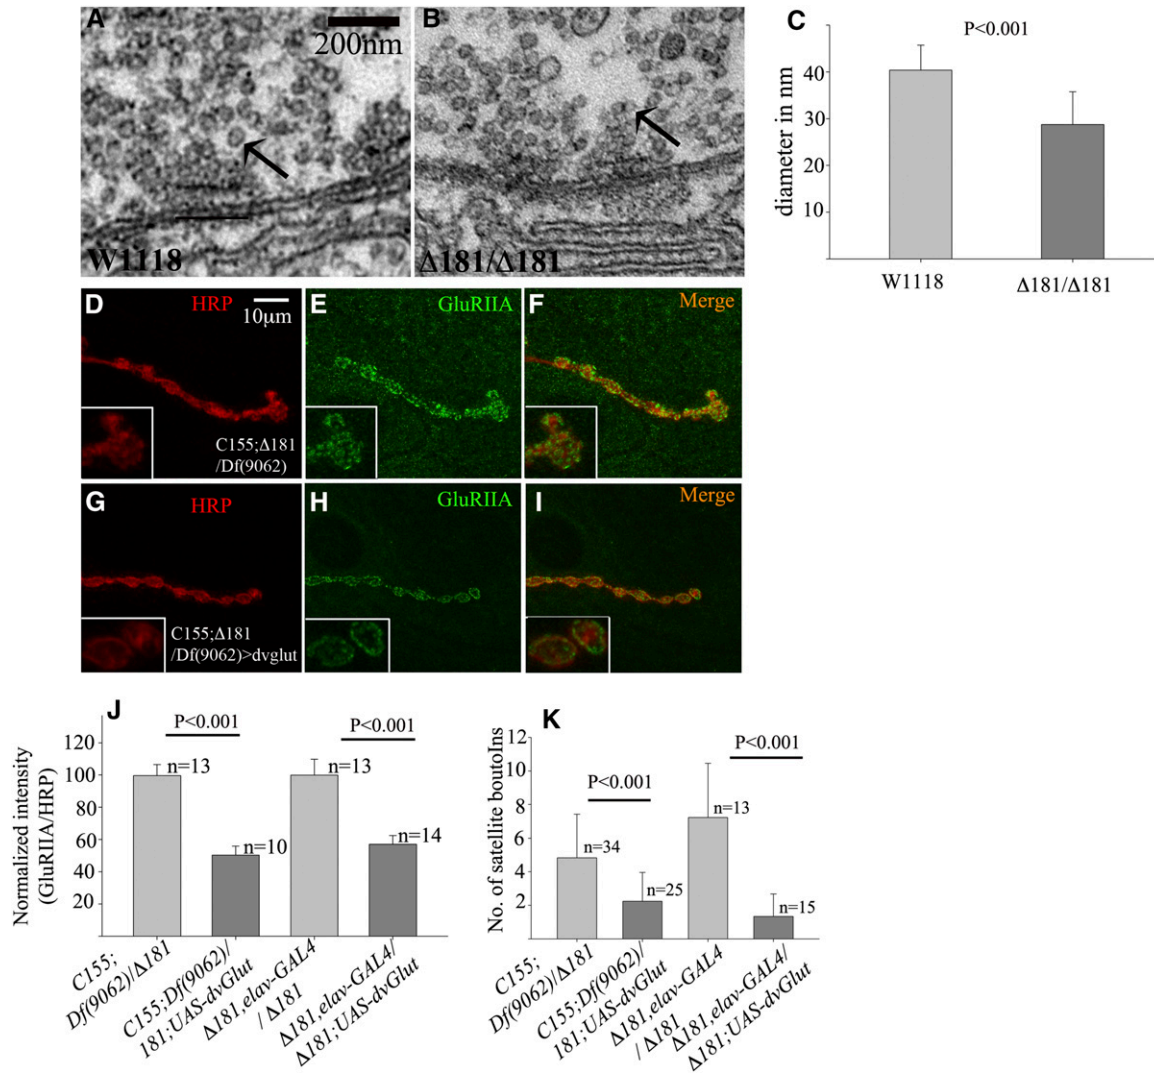 A
200nm
W1118
B
Δ181/Δ181
C
P<0.001
diameter in nm
40
30
20
10
W1118
Δ181/Δ181
D
HRP
10μm
C155;Δ181
/Df(9062)
E
GluRIIA
F
Merge
G
HRP
C155;Δ181
/Df(9062)>dvglut
H
GluRIIA
I
Merge
J
Normalized intensity
(GluRIIA/HRP)
120
100
80
60
40
20
P<0.001
P<0.001
n=13
n=10
n=13
n=14
C155;
Df(9062)/Δ181
C155;Df(9062)/
181;UAS-dvGlut
Δ181,elav-GAL4
/ Δ181
Δ181,elav-GAL4/
Δ181;UAS-dvGlut
K
No. of satellite boutoIns
12
10
8
6
4
2
P<0.001
P<0.001
n=34
n=25
n=13
n=15
C155;
Df(9062)/Δ181
C155;Df(9062)/
181;UAS-dvGlut
Δ181,elav-GAL4
/ Δ181
Δ181,elav-GAL4/
Δ181;UAS-dvGlut